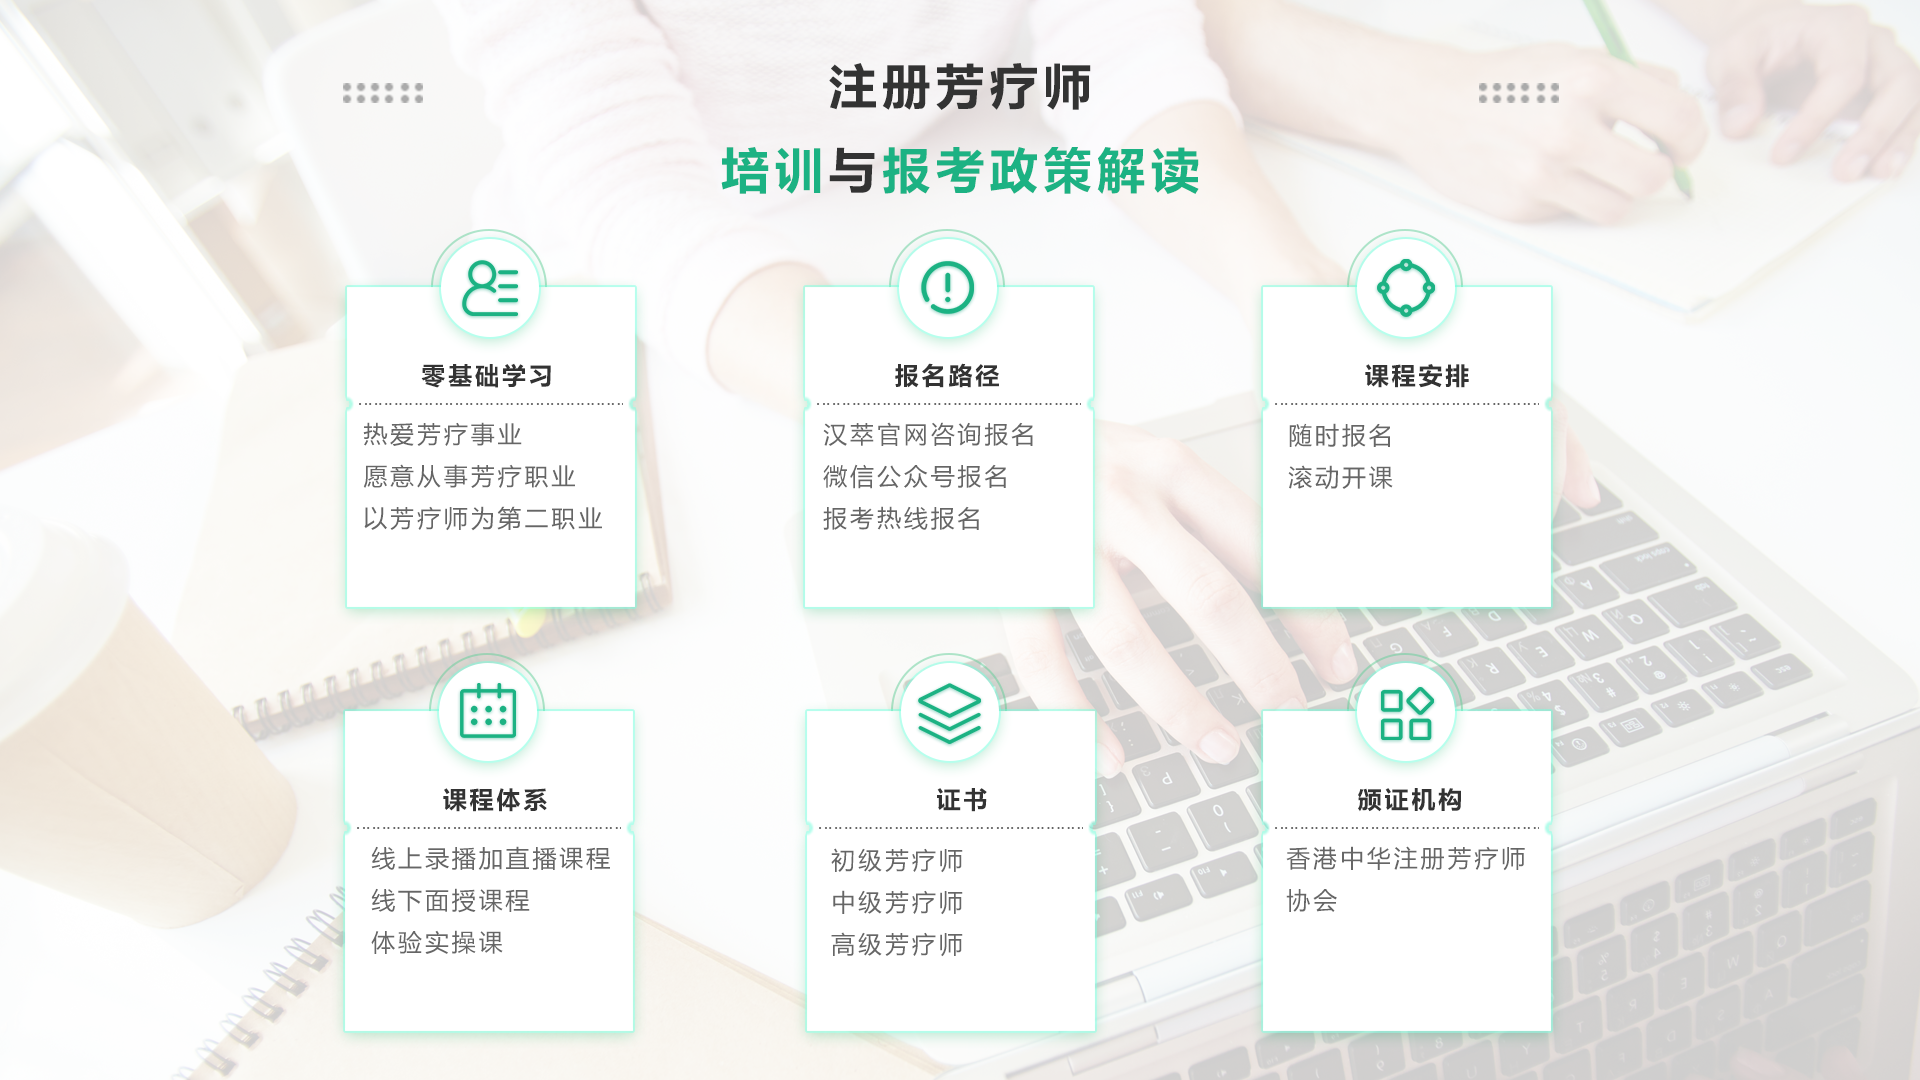 注册芳疗师
培训与报考政策解读
零基础学习
热爱芳疗事业
愿意从事芳疗职业
以芳疗师为第二职业
报名路径
汉萃官网咨询报名
微信公众号报名
报考热线报名
课程安排
随时报名
滚动开课
课程体系
线上录播加直播课程
线下面授课程
体验实操课
证书
初级芳疗师
中级芳疗师
高级芳疗师
颁证机构
香港中华注册芳疗师
协会